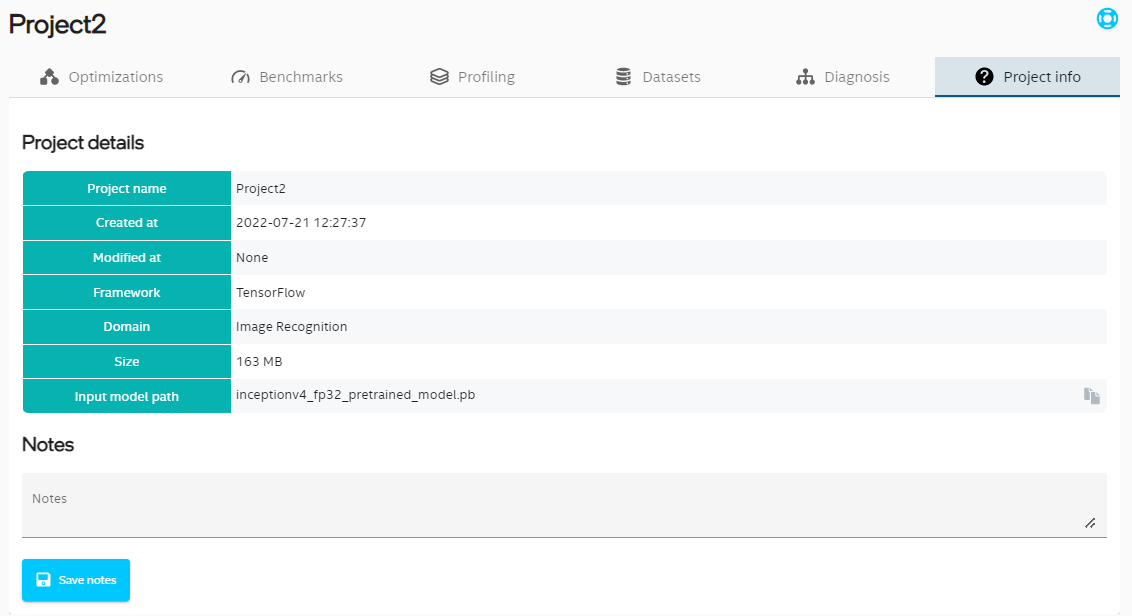 Project2
Optimizations Benchmarks Profiling Datasets Diagnosis Project info
Project details
Project name Project2
Created at 2022-07-21 12:27:37
Modified at None
Framework TensorFlow
Domain Image Recognition
Size 163 MB
Input model path inceptionv4_fp32_pretrained_model.pb
Notes
Notes
Save notes